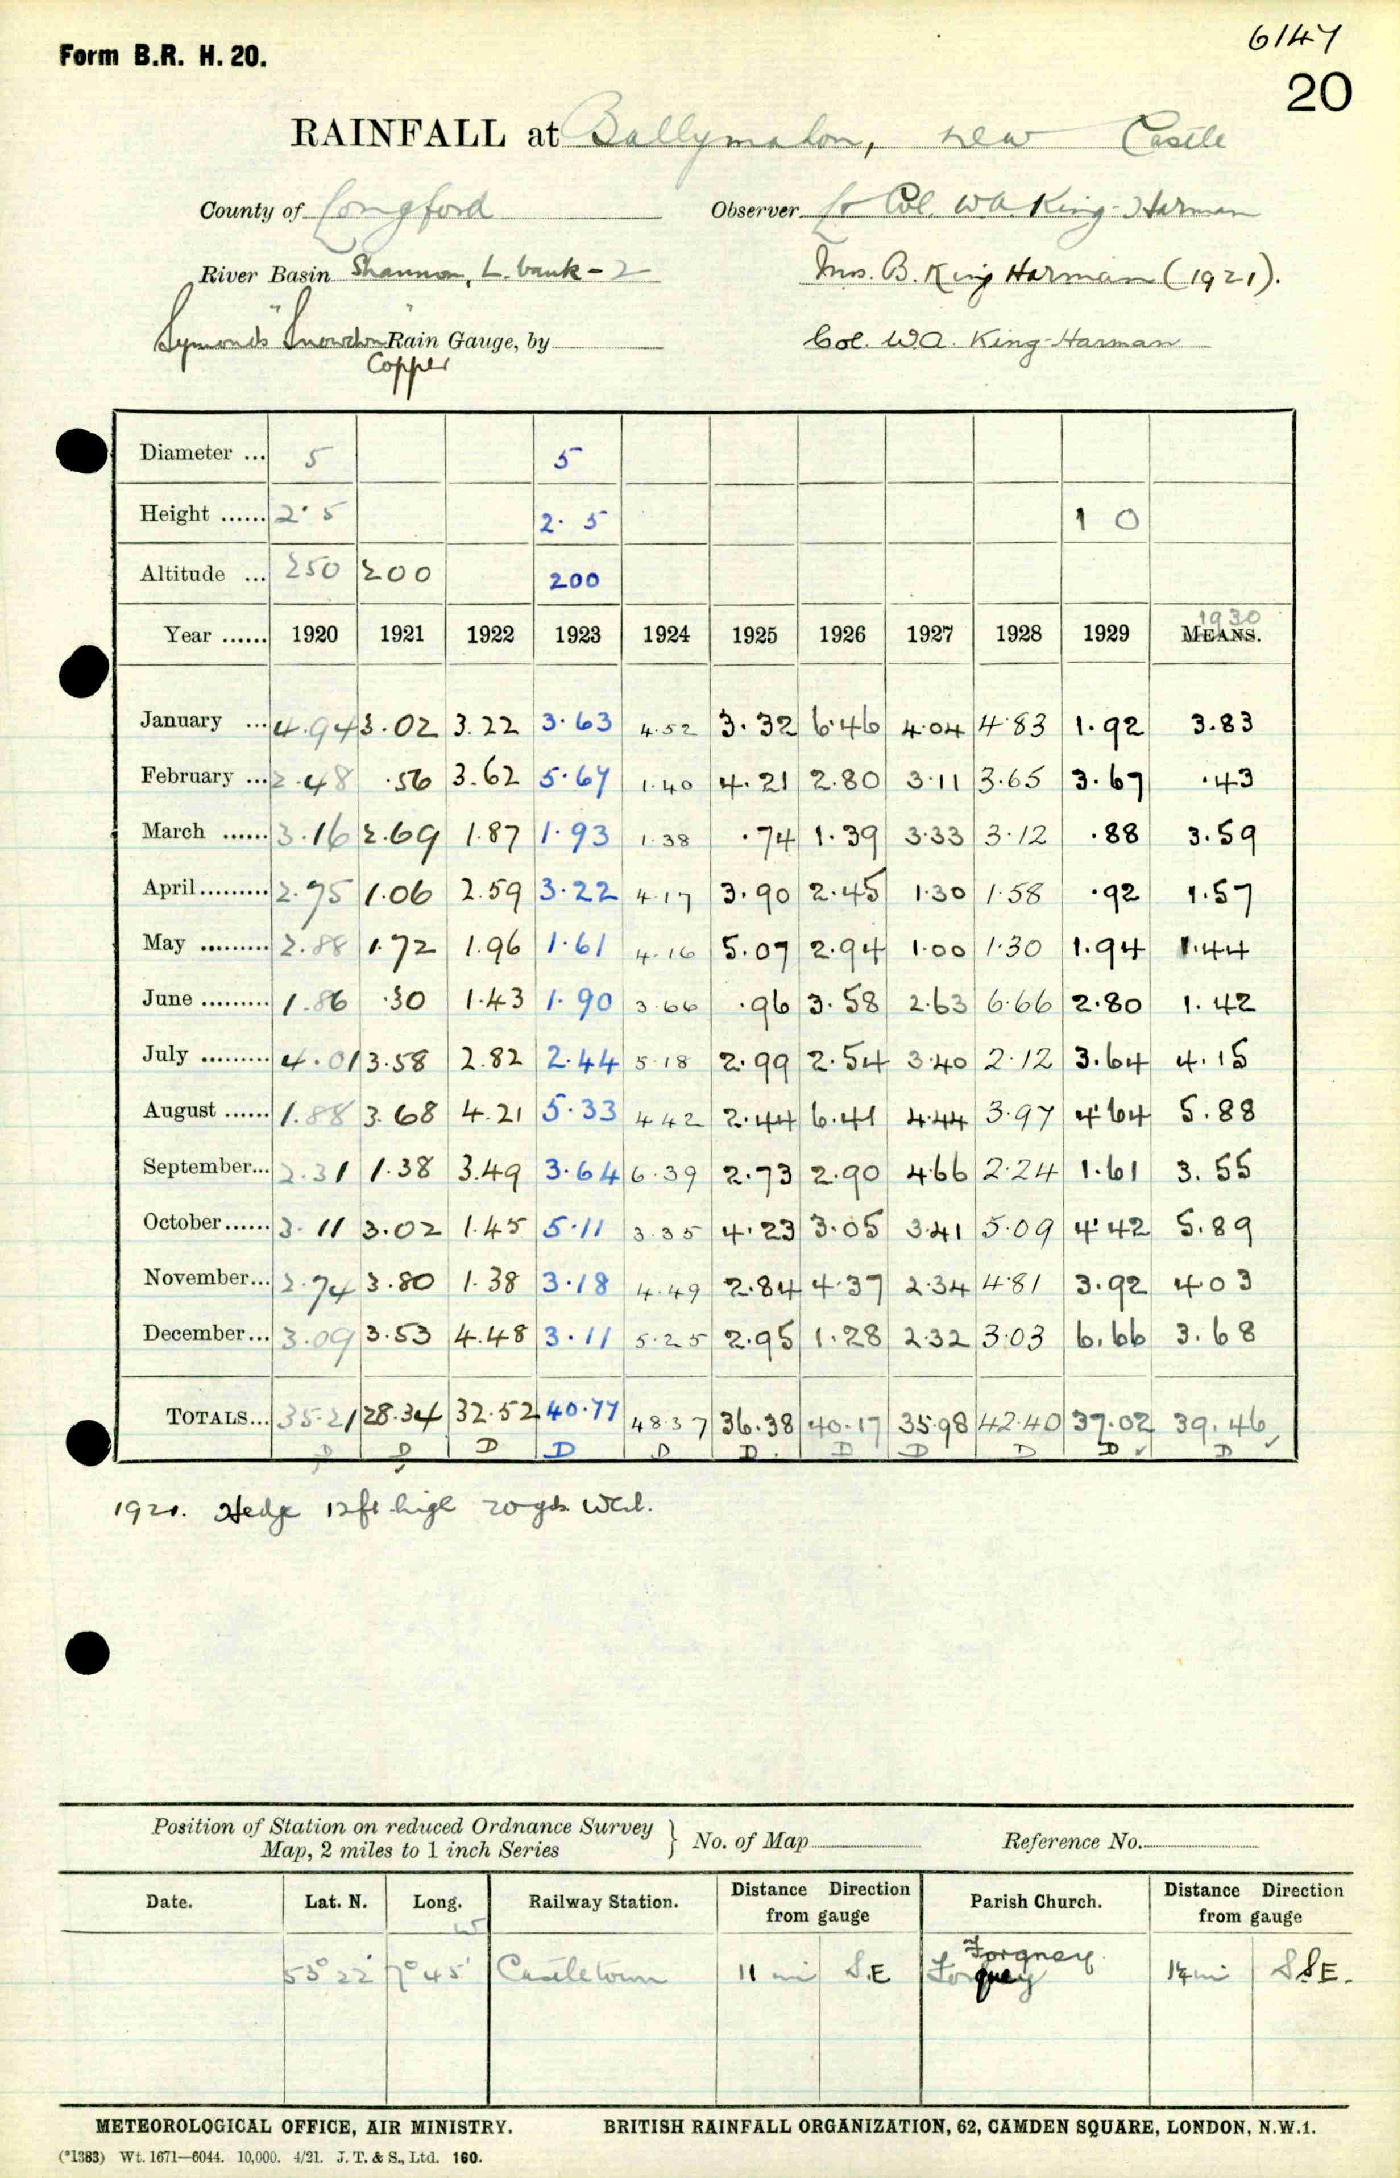 6147
Form B.R. H. 20.
20
RAINFALL at Ballymahon, New Castle
County of Longford Observer Lt Col. W.A. King-Harman
River Basin Shannon, L. bank - 2 Mrs. B. King Harman (1921).
Symonds "Snowdon" Rain Gauge, by Col. W.A. King-Harman
Copper
Diameter ... 5 5
Height ...... 2·5 2·5 1 0
Altitude ... 250 200 200
1930
Year ...... 1920 1921 1922 1923 1924 1925 1926 1927 1928 1929 MEANS.
January ... 4.94 3.02 3.22 3.63 4.52 3.32 6.46 4.04 4.83 1.92 3.83
February ... 2.48 .56 3.62 5.67 1.40 4.21 2.80 3.11 3.65 3.67 .43
March ...... 3.16 2.69 1.87 1.93 1.38 .74 1.39 3.33 3.12 .88 3.59
April ......... 2.75 1.06 2.59 3.22 4.17 3.90 2.45 1.30 1.58 .92 1.57
May ......... 2.88 1.72 1.96 1.61 4.16 5.07 2.94 1.00 1.30 1.94 1.44
June ......... 1.86 .30 1.43 1.90 3.66 .96 3.58 2.63 6.66 2.80 1.42
July ......... 4.01 3.58 2.82 2.44 5.18 2.99 2.54 3.40 2.12 3.64 4.15
August ...... 1.88 3.68 4.21 5.33 4.42 2.44 6.41 4.44 3.97 4.64 5.88
September... 2.31 1.38 3.49 3.64 6.39 2.73 2.90 4.66 2.24 1.61 3.55
October...... 3.11 3.02 1.45 5.11 3.35 4.23 3.05 3.41 5.09 4.42 5.89
November... 2.74 3.80 1.38 3.18 4.49 2.84 4.37 2.34 4.81 3.92 4.03
December... 3.09 3.53 4.48 3.11 5.25 2.95 1.28 2.32 3.03 6.66 3.68
TOTALS... 35.21 28.34 32.52 40.77 48.37 36.38 40.17 35.98 42.40 37.02 39.46
D D D D D D D D D D D
1921. Hedge 12ft high 20 yds West.
Position of Station on reduced Ordnance Survey Map, 2 miles to 1 inch Series } No. of Map Reference No.
Date. Lat. N. Long. W Railway Station. Distance Direction from gauge Parish Church. Distance Direction from gauge
Forgney
53° 22' 7° 45' Castletown 11 mi S.E Forgney 1¼ mi S.S.E.
METEOROLOGICAL OFFICE, AIR MINISTRY. BRITISH RAINFALL ORGANIZATION, 62, CAMDEN SQUARE, LONDON, N.W.1.
(*1383) Wt. 1671—6044. 10,000. 4/21. J. T. & S., Ltd. 160.